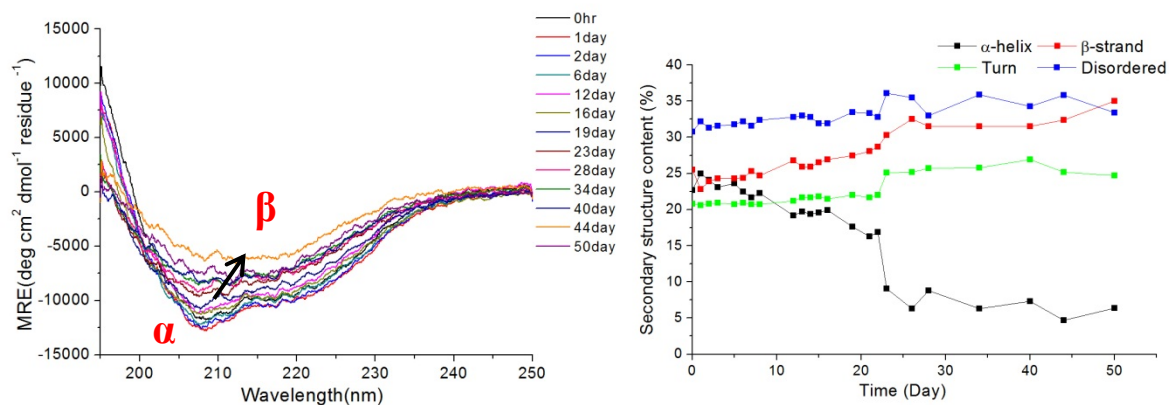 15000
10000
5000
0
-5000
-10000
-15000
MRE(deg cm² dmol⁻¹ residue ⁻¹)
195 200 210 220 230 240 250
Wavelength(nm)
β
α
0hr
1day
2day
6day
12day
16day
19day
23day
28day
34day
40day
44day
50day
α-helix β-strand
Turn Disordered
40
35
30
25
20
15
10
5
0
Secondary structure content (%)
0 10 20 30 40 50
Time (Day)